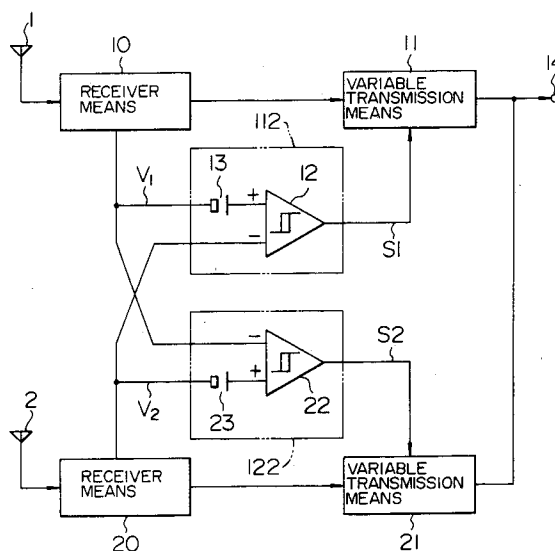 1
10
RECEIVER
MEANS
11
VARIABLE
TRANSMISSION
MEANS
14
112
V1
13
+
12
−
S1
S2
−
+
V2
23
22
122
2
RECEIVER
MEANS
20
VARIABLE
TRANSMISSION
MEANS
21